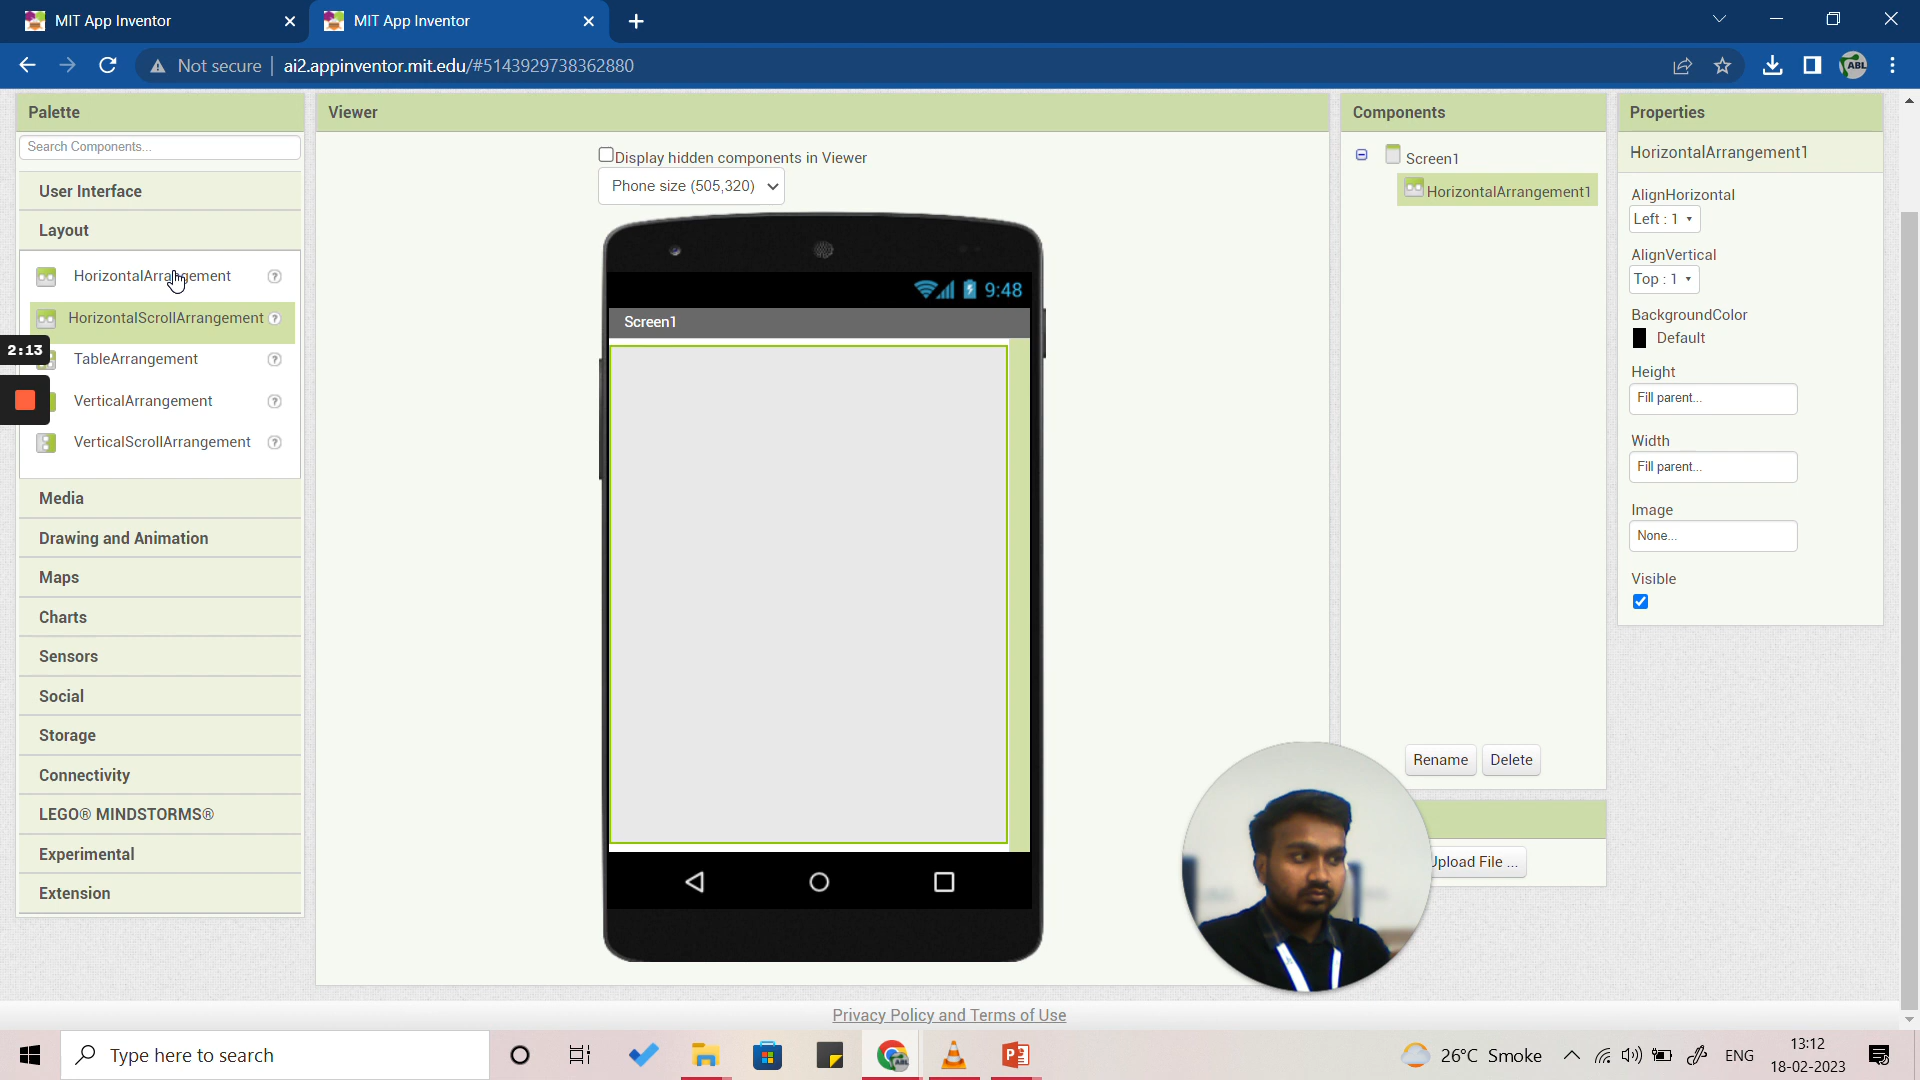 MIT App Inventor
MIT App Inventor
Not secure
ai2.appinventor.mit.edu/#5143929738362880
ABL
Palette
Search Components...
User Interface
Layout
HorizontalArrangement
HorizontalScrollArrangement
2:13
TableArrangement
VerticalArrangement
VerticalScrollArrangement
Media
Drawing and Animation
Maps
Charts
Sensors
Social
Storage
Connectivity
LEGO® MINDSTORMS®
Experimental
Extension
Viewer
Display hidden components in Viewer
Phone size (505,320)
9:48
Screen1
Components
Screen1
HorizontalArrangement1
Rename
Delete
Upload File ...
Properties
HorizontalArrangement1
AlignHorizontal
Left : 1
AlignVertical
Top : 1
BackgroundColor
Default
Height
Fill parent...
Width
Fill parent...
Image
None...
Visible
Privacy Policy and Terms of Use
Type here to search
26°C Smoke
ENG
13:12
18-02-2023